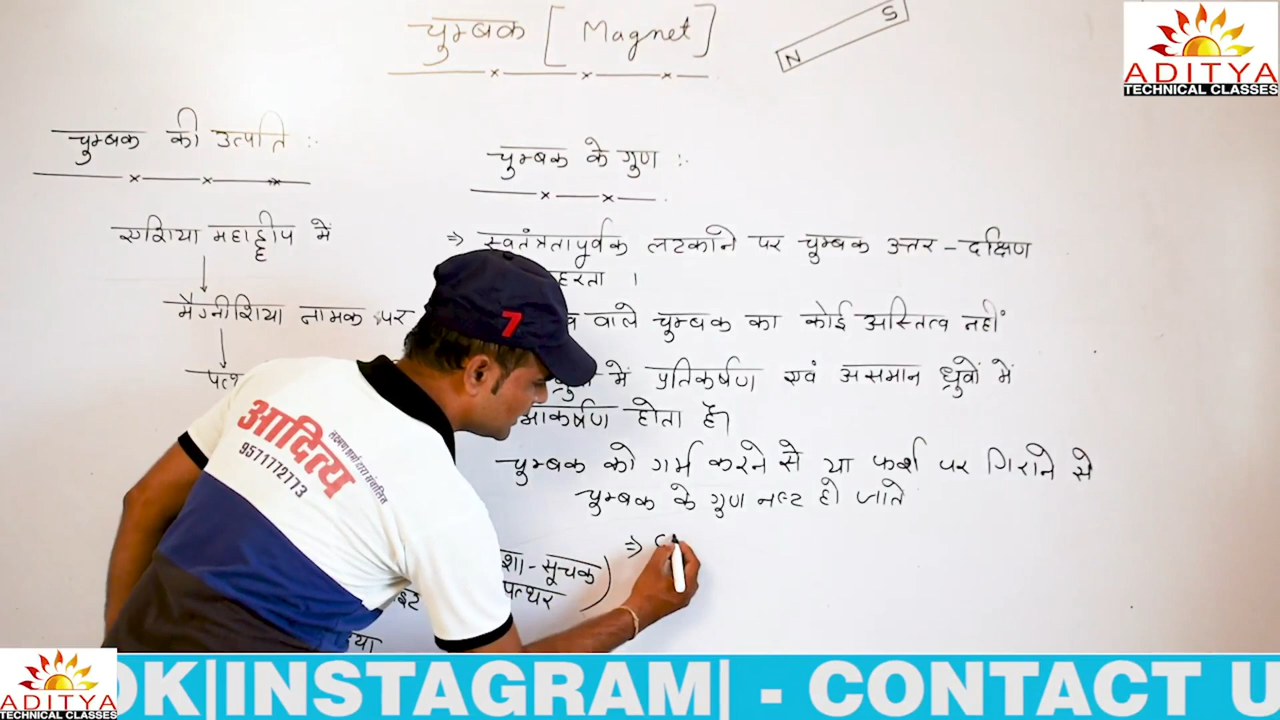 चुम्बक [ Magnet ]
N S
ADITYA
TECHNICAL CLASSES
चुम्बक की उत्पति :-
एशिया महाद्वीप में
मैग्नीशिया नामक पर
चुम्बक के गुण :-
⇒ स्वतंत्रतापूर्वक लटकाने पर चुम्बक उत्तर - दक्षिण
हरता ।
वाले चुम्बक का कोई अस्तित्व नहीं
में प्रतिकर्षण एवं असमान ध्रुवों में
आकर्षण होता है।
चुम्बक को गर्म करने से या फर्श पर गिराने से
चुम्बक के गुण नष्ट हो जाते
⇒
शा - सूचक
पत्थर
आदित्य
9571772773
7
OK|INSTAGRAM| - CONTACT U
ADITYA
TECHNICAL CLASSES